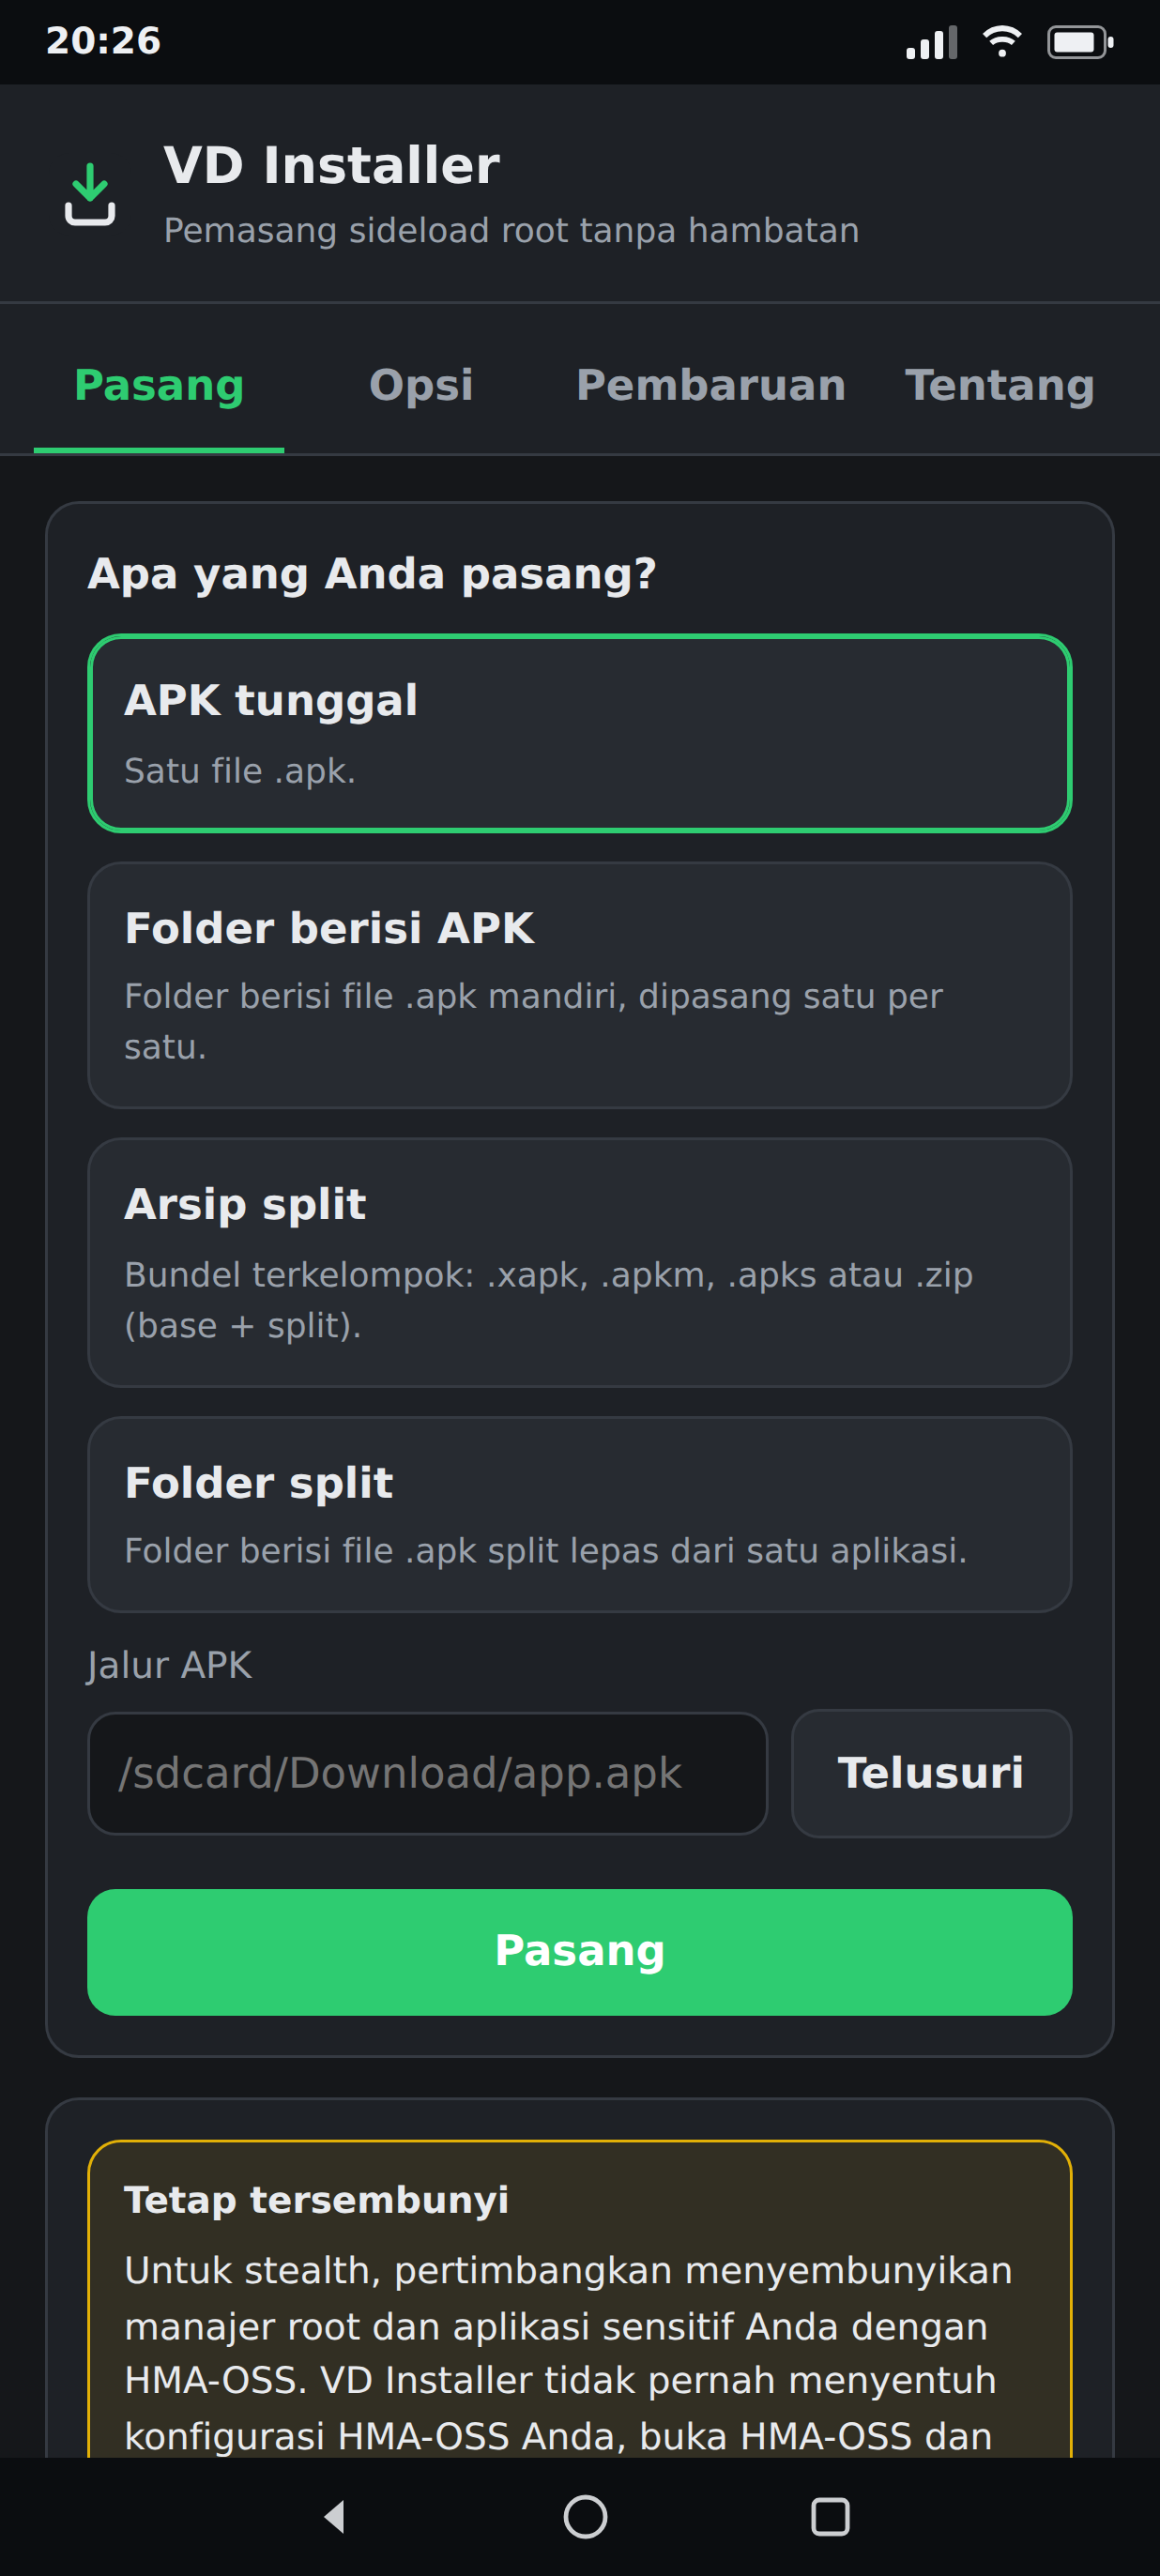 20:26
VD Installer
Pemasang sideload root tanpa hambatan
Pasang Opsi Pembaruan Tentang
Apa yang Anda pasang?
APK tunggal
Satu file .apk.
Folder berisi APK
Folder berisi file .apk mandiri, dipasang satu per
satu.
Arsip split
Bundel terkelompok: .xapk, .apkm, .apks atau .zip
(base + split).
Folder split
Folder berisi file .apk split lepas dari satu aplikasi.
Jalur APK
/sdcard/Download/app.apk Telusuri
Pasang
Tetap tersembunyi
Untuk stealth, pertimbangkan menyembunyikan
manajer root dan aplikasi sensitif Anda dengan
HMA-OSS. VD Installer tidak pernah menyentuh
konfigurasi HMA-OSS Anda, buka HMA-OSS dan